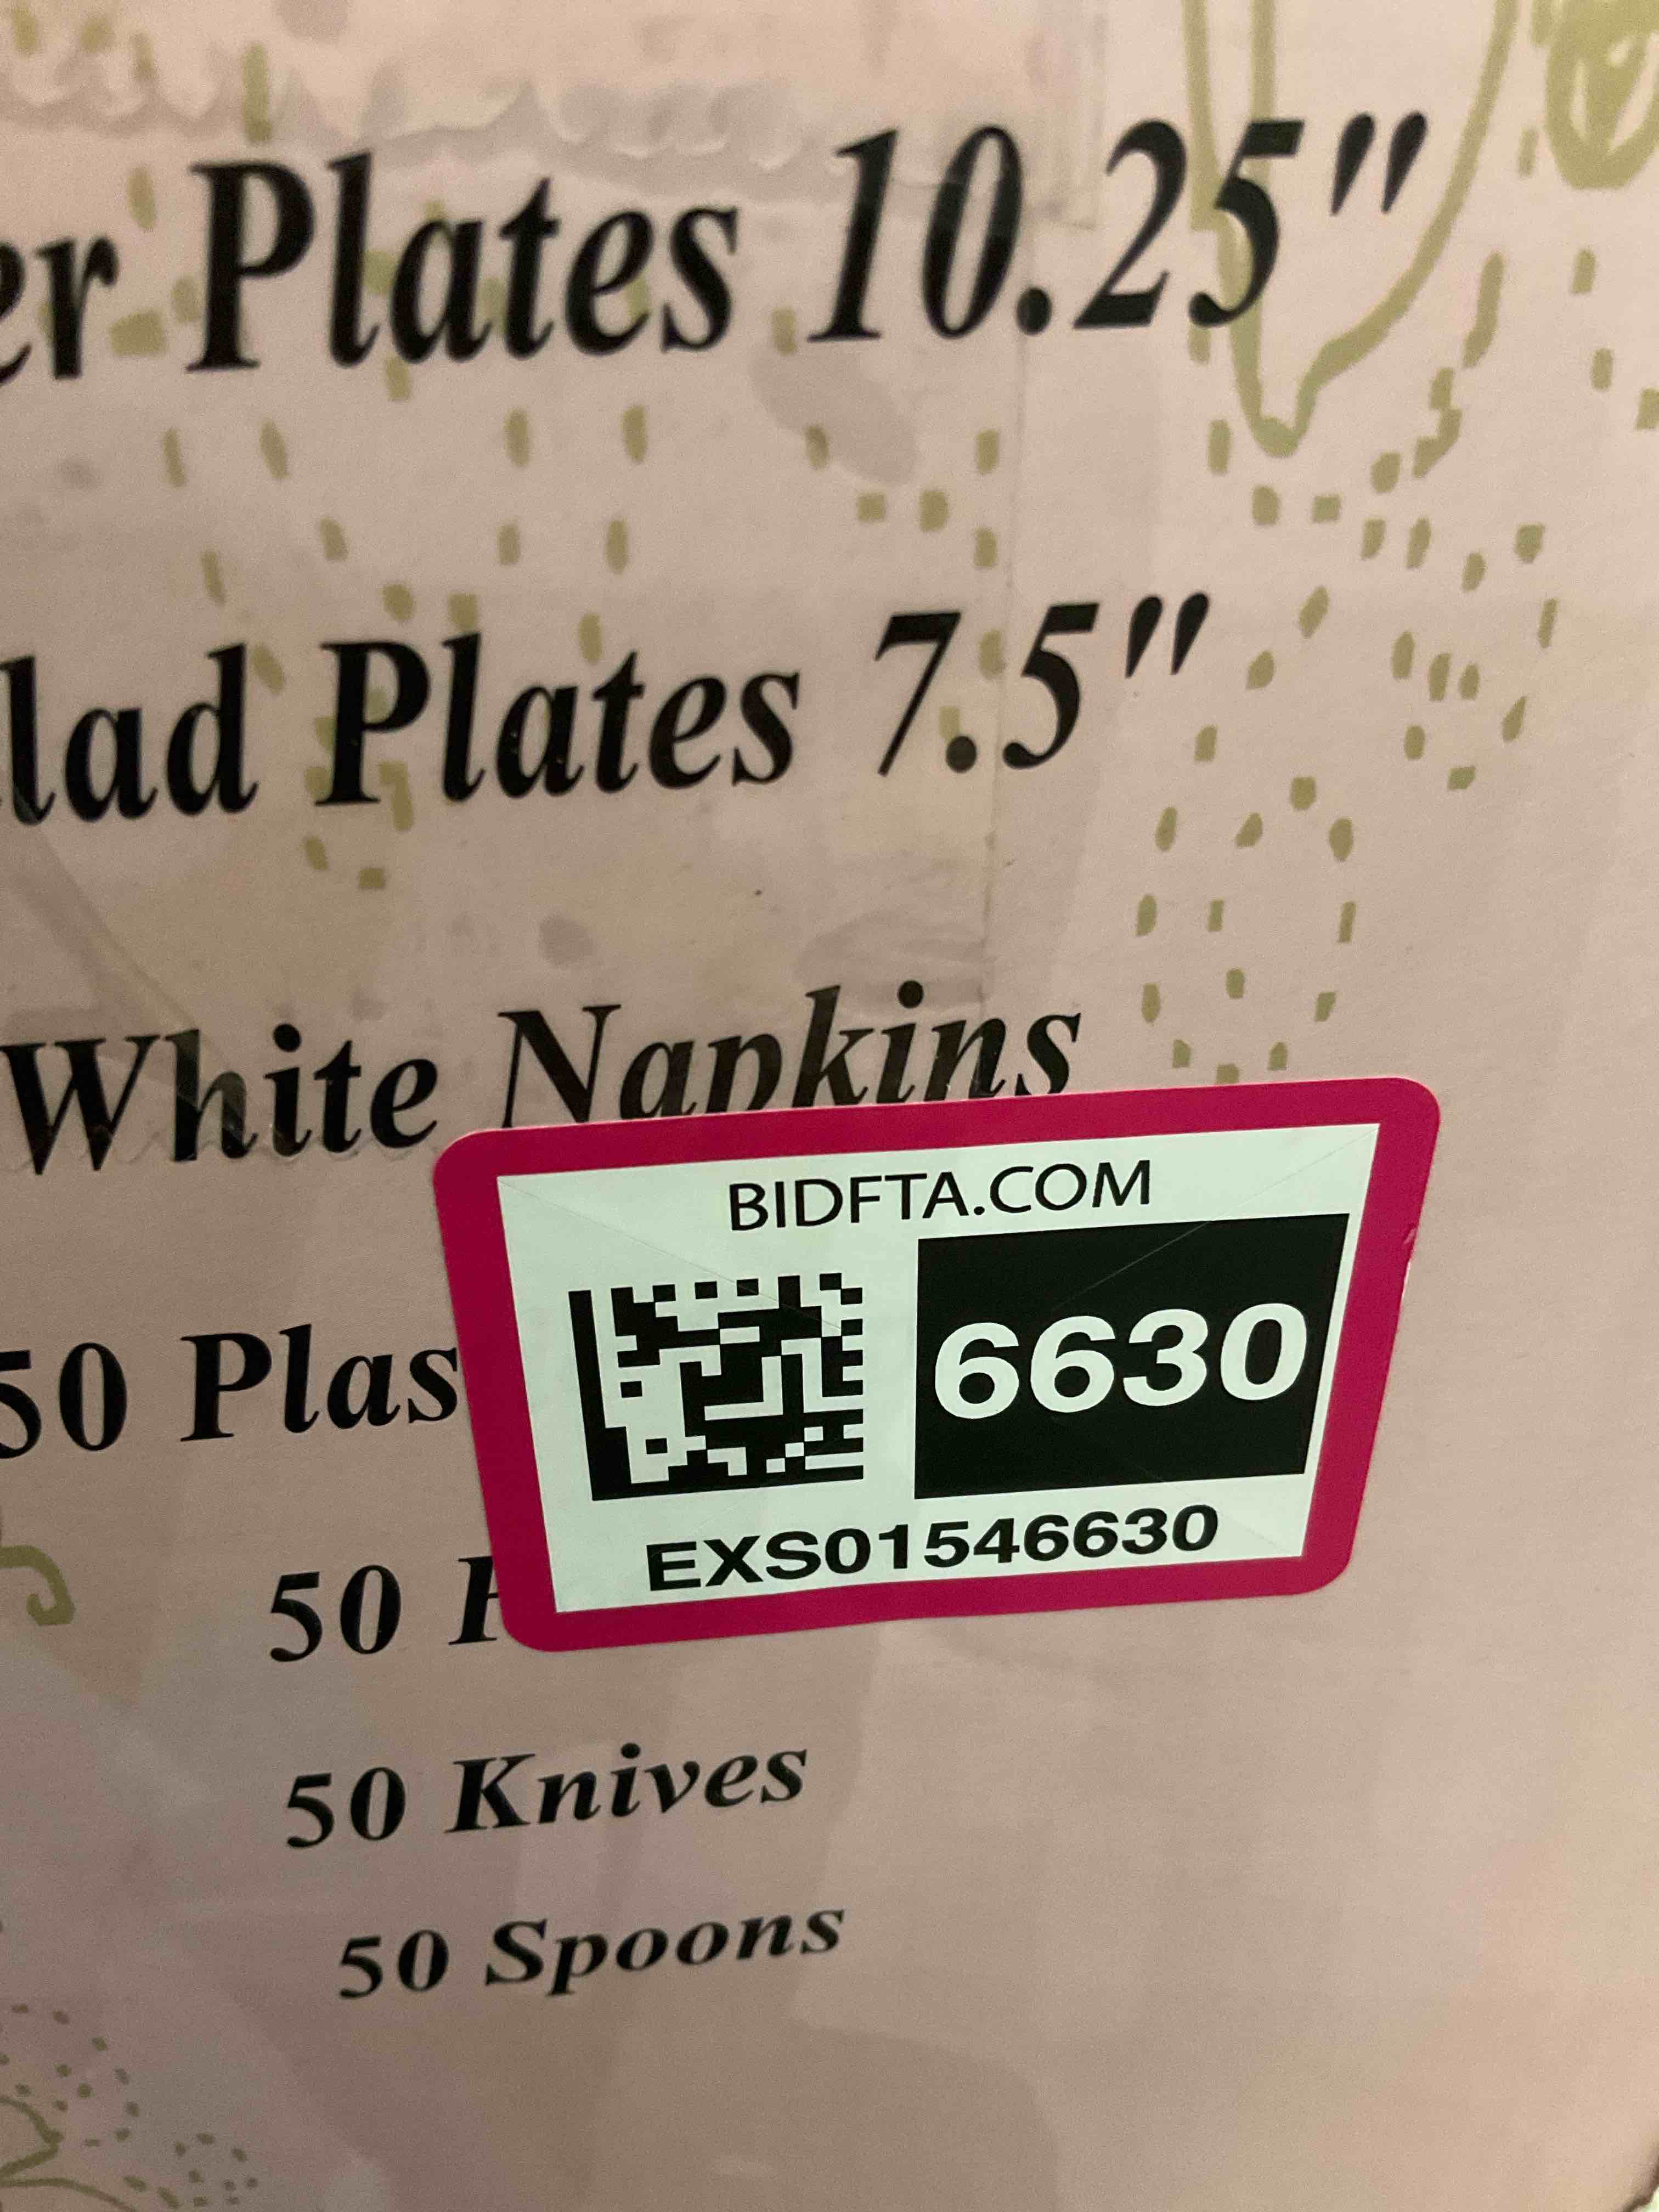 er Plates 10.25"
lad Plates 7.5"
White Napkins
BIDFTA.COM
6630
EXS01546630
50 Plas
50
50 Knives
50 Spoons